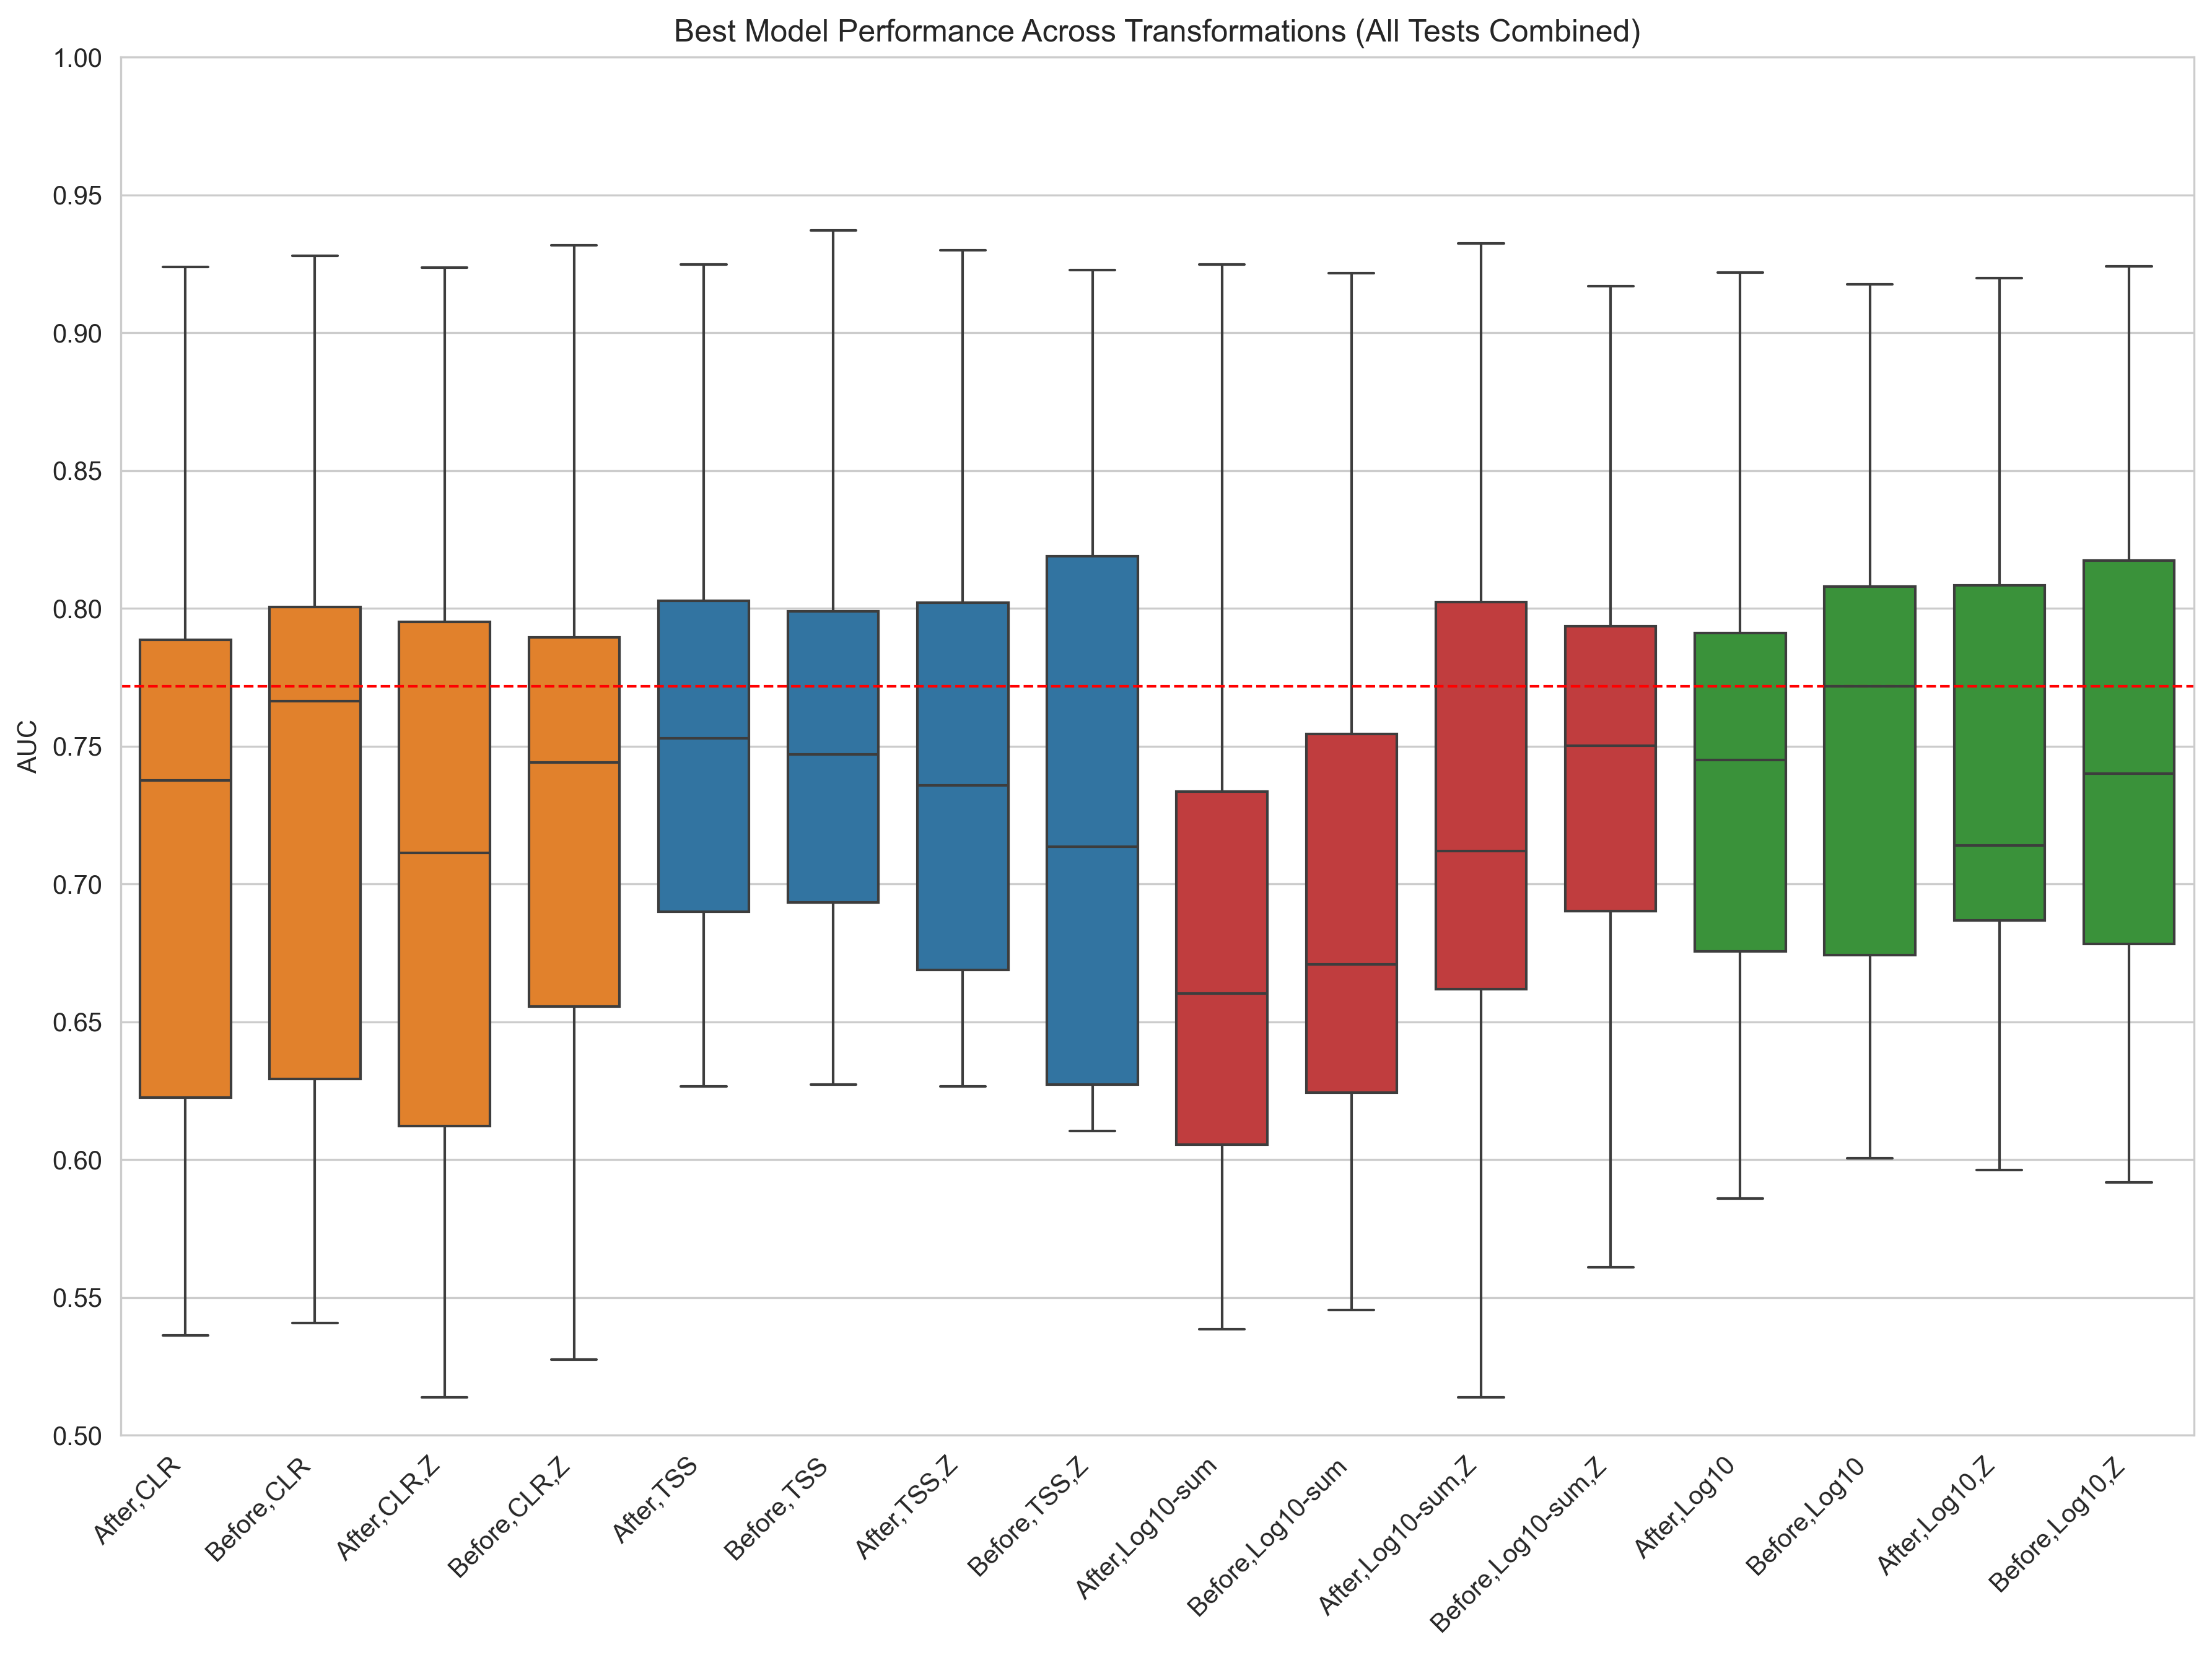 Best Model Performance Across Transformations (All Tests Combined)
AUC
1.00
0.95
0.90
0.85
0.80
0.75
0.70
0.65
0.60
0.55
0.50
After,CLR
Before,CLR
After,CLR,Z
Before,CLR,Z
After,TSS
Before,TSS
After,TSS,Z
Before,TSS,Z
After,Log10-sum
Before,Log10-sum
After,Log10-sum,Z
Before,Log10-sum,Z
After,Log10
Before,Log10
After,Log10,Z
Before,Log10,Z